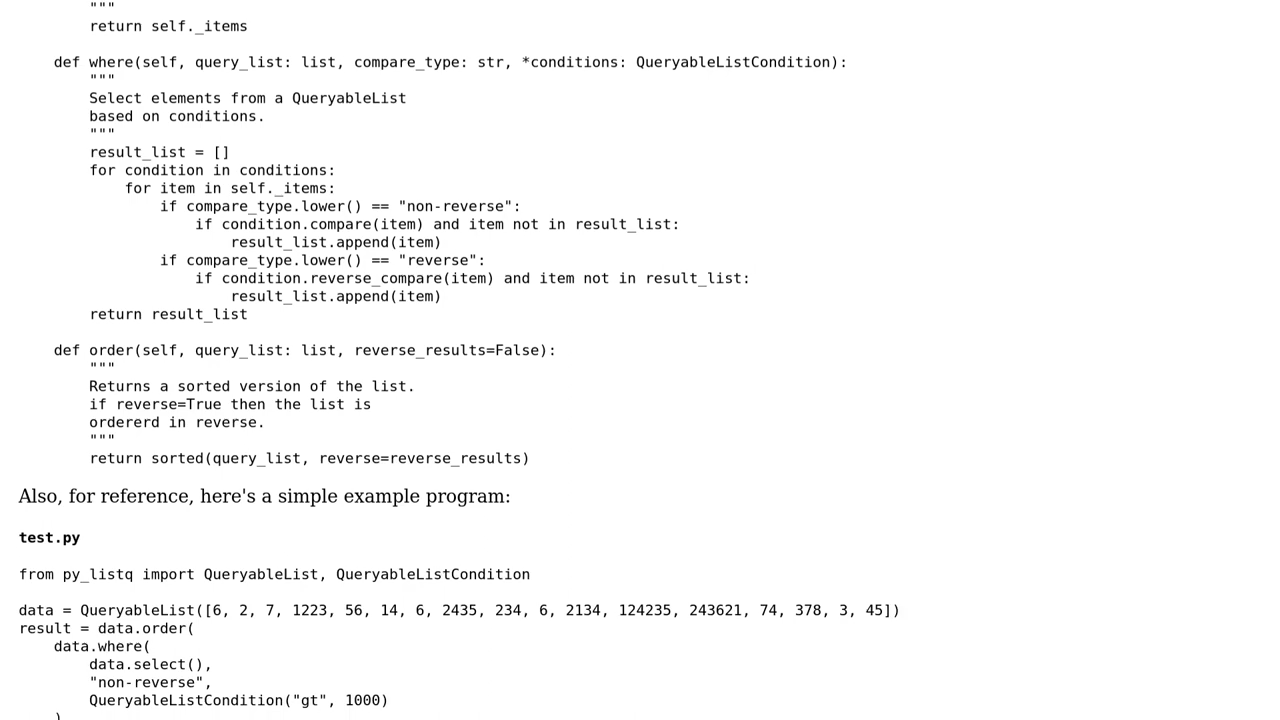 """
return self._items
def where(self, query_list: list, compare_type: str, *conditions: QueryableListCondition):
"""
Select elements from a QueryableList
based on conditions.
"""
result_list = []
for condition in conditions:
for item in self._items:
if compare_type.lower() == "non-reverse":
if condition.compare(item) and item not in result_list:
result_list.append(item)
if compare_type.lower() == "reverse":
if condition.reverse_compare(item) and item not in result_list:
result_list.append(item)
return result_list
def order(self, query_list: list, reverse_results=False):
"""
Returns a sorted version of the list.
if reverse=True then the list is
ordererd in reverse.
"""
return sorted(query_list, reverse=reverse_results)
Also, for reference, here's a simple example program:
test.py
from py_listq import QueryableList, QueryableListCondition
data = QueryableList([6, 2, 7, 1223, 56, 14, 6, 2435, 234, 6, 2134, 124235, 243621, 74, 378, 3, 45])
result = data.order(
data.where(
data.select(),
"non-reverse",
QueryableListCondition("gt", 1000)
)